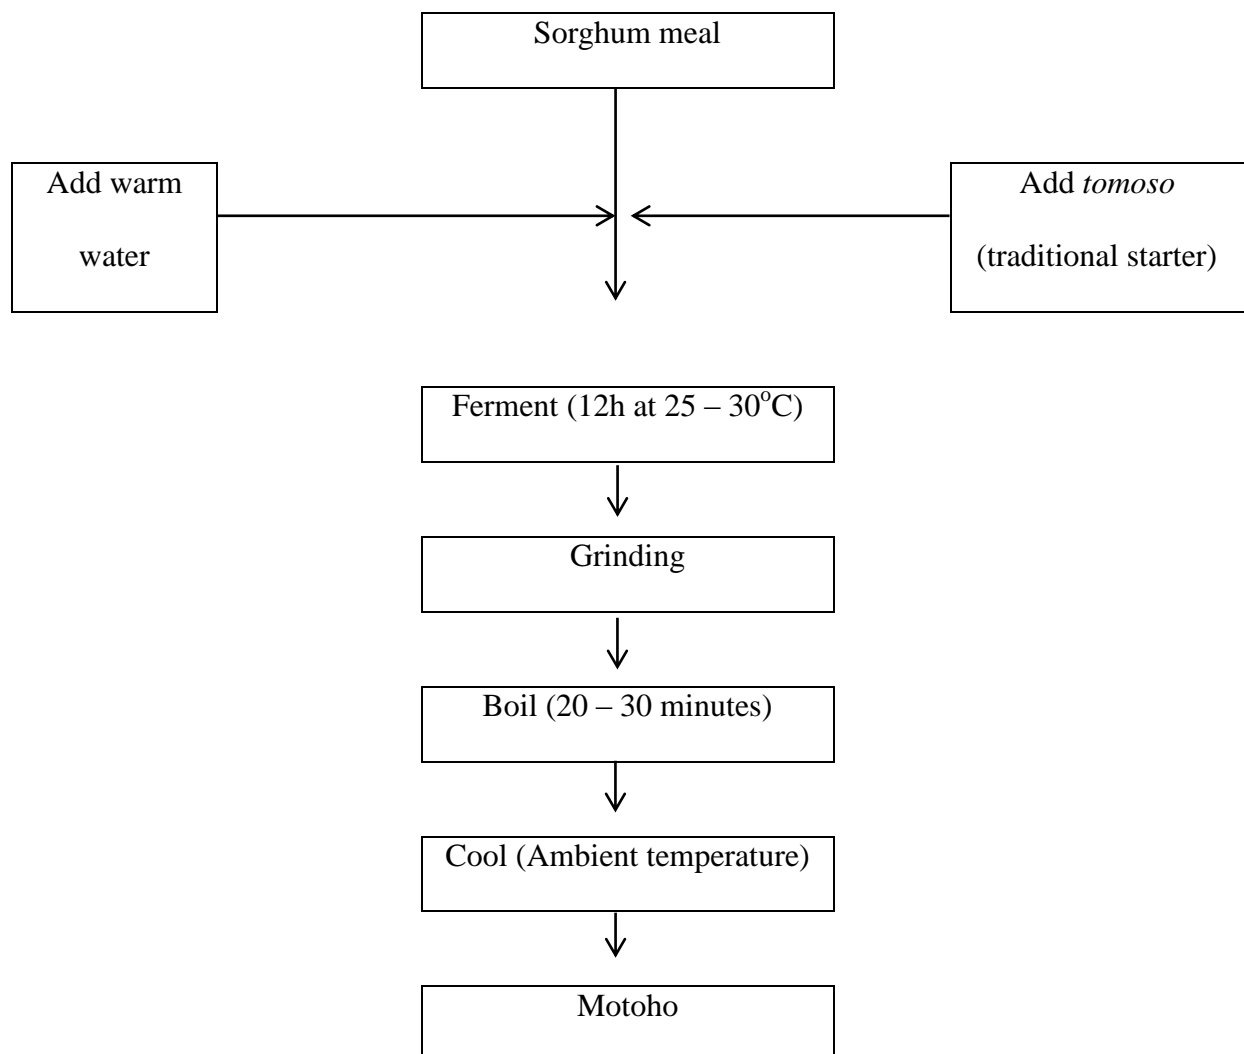 Sorghum meal
Add warm
water
Add tomoso
(traditional starter)
Ferment (12h at 25 – 30°C)
Grinding
Boil (20 – 30 minutes)
Cool (Ambient temperature)
Motoho